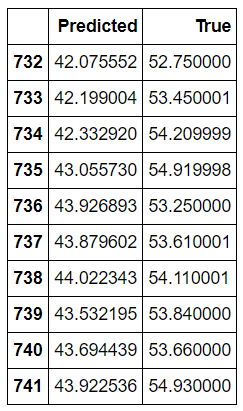 Predicted True
732 42.075552 52.750000
733 42.199004 53.450001
734 42.332920 54.209999
735 43.055730 54.919998
736 43.926893 53.250000
737 43.879602 53.610001
738 44.022343 54.110001
739 43.532195 53.840000
740 43.694439 53.660000
741 43.922536 54.930000